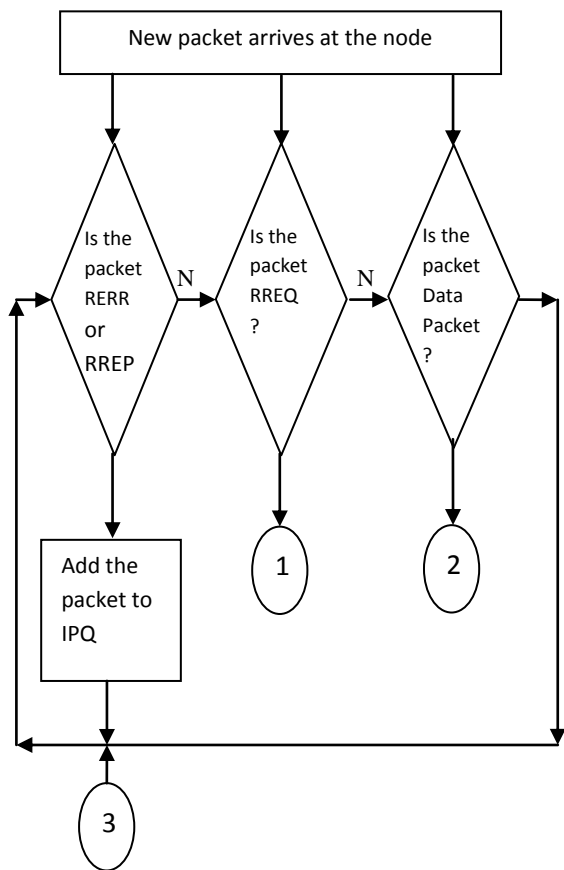 New packet arrives at the node
Is the
packet
RERR
or
RREP
N
Is the
packet
RREQ
?
N
Is the
packet
Data
Packet
?
Add the
packet to
IPQ
1
2
3